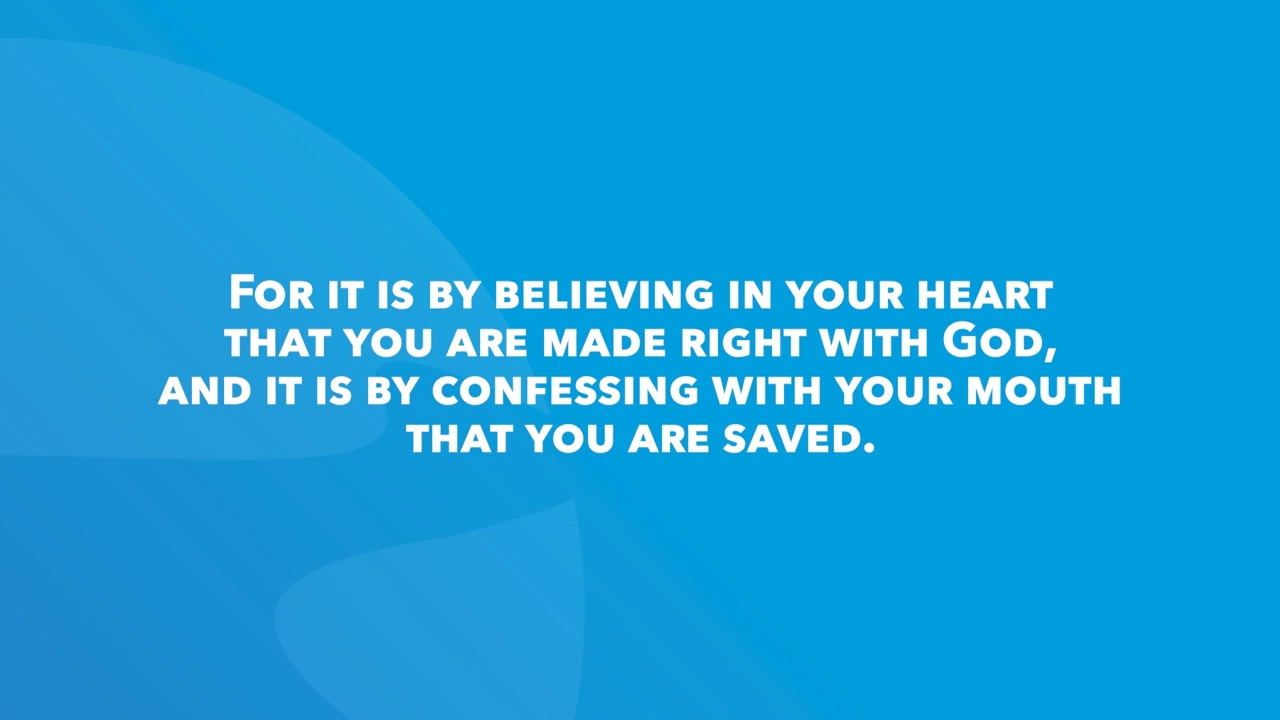 For it is by believing in your heart
that you are made right with God,
and it is by confessing with your mouth
that you are saved.